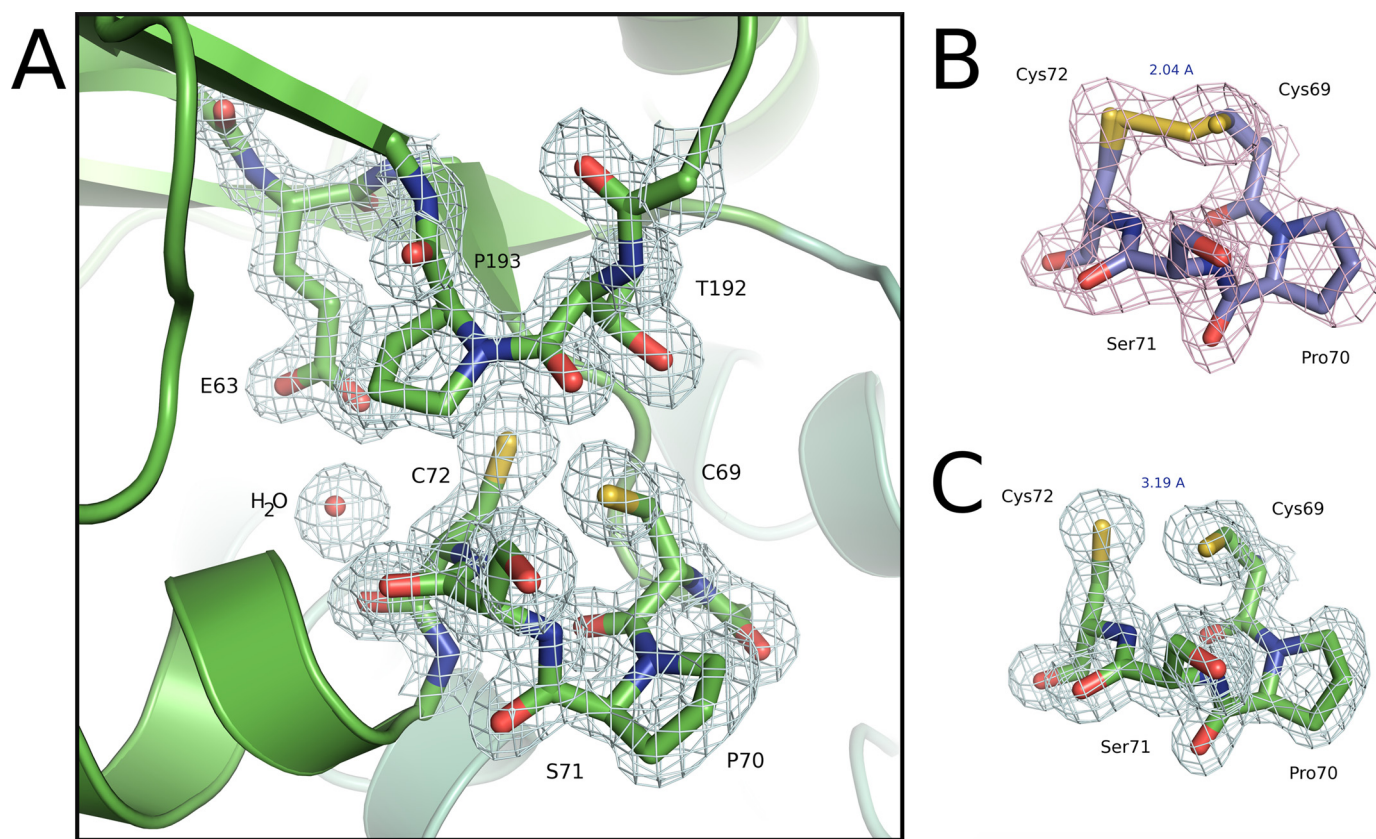 A
P193
T192
E63
C72
C69
H2O
S71
P70
B
Cys72
2.04 A
Cys69
Ser71
Pro70
C
Cys72
3.19 A
Cys69
Ser71
Pro70